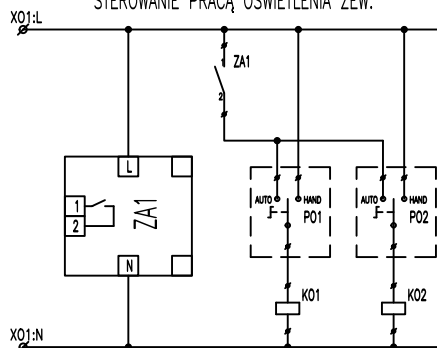 STEROWANIE PRACĄ OŚWIETLENIA ZEW.
X01:L
1
ZA1
2
L
1
2
ZA1
N
AUTO
HAND
P01
AUTO
HAND
P02
K01
K02
X01:N